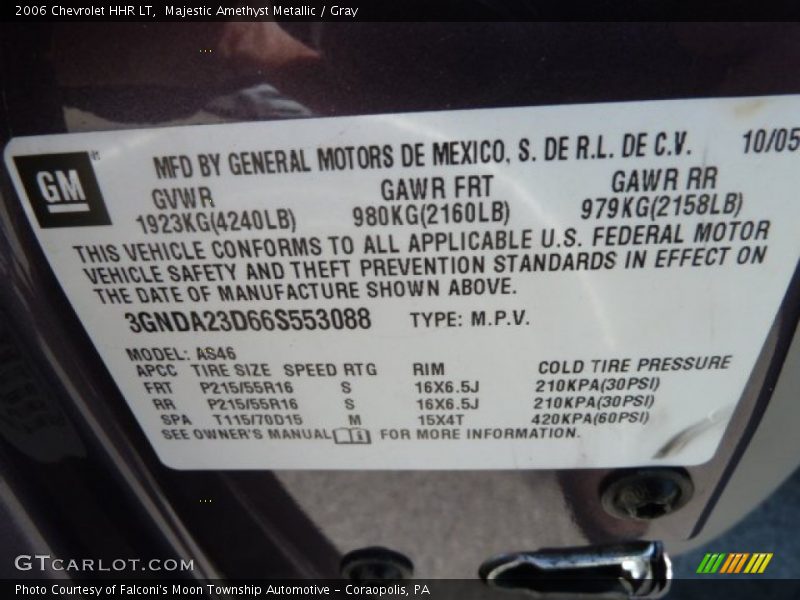 2006 Chevrolet HHR LT,  Majestic Amethyst Metallic / Gray
MFD BY GENERAL MOTORS DE MEXICO, S. DE R.L. DE C.V. 10/05
GM
GVWR GAWR FRT GAWR RR
1923KG(4240LB) 980KG(2160LB) 979KG(2158LB)
THIS VEHICLE CONFORMS TO ALL APPLICABLE U.S. FEDERAL MOTOR
VEHICLE SAFETY AND THEFT PREVENTION STANDARDS IN EFFECT ON
THE DATE OF MANUFACTURE SHOWN ABOVE.
3GNDA23D66S553088 TYPE: M.P.V.
MODEL: AS46
APCC TIRE SIZE SPEED RTG RIM COLD TIRE PRESSURE
FRT P215/55R16 S 16X6.5J 210KPA(30PSI)
RR P215/55R16 S 16X6.5J 210KPA(30PSI)
SPA T115/70D15 M 15X4T 420KPA(60PSI)
SEE OWNER'S MANUAL FOR MORE INFORMATION.
GTCARLOT.COM
Photo Courtesy of Falconi's Moon Township Automotive – Coraopolis, PA